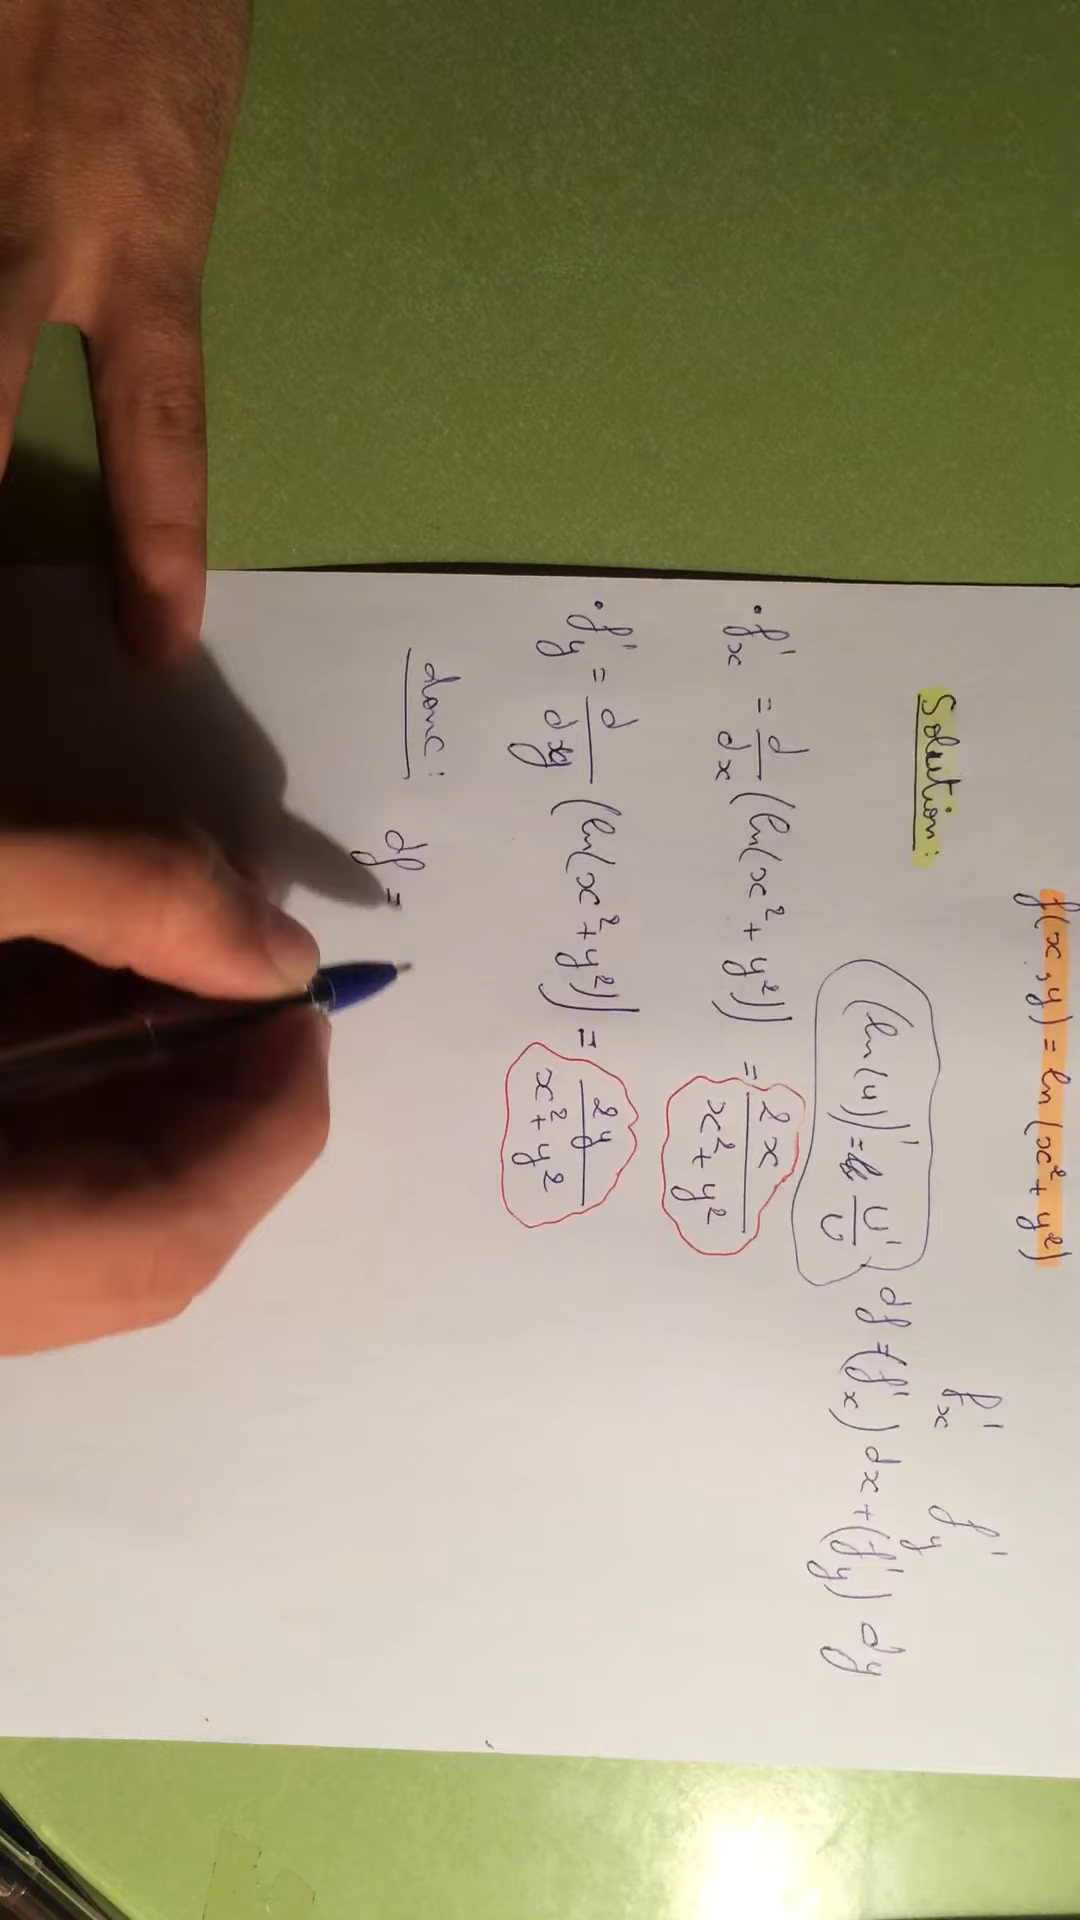 f(x,y) = ln(x²+y²)
f'x f'y
Solution:
(ln(u))' = U'/U
df = (f'x) dx + (f'y) dy
• f'x = d/dx (ln(x²+y²)) = 2x/(x²+y²)
• f'y = d/dy (ln(x²+y²)) = 2y/(x²+y²)
donc: df =